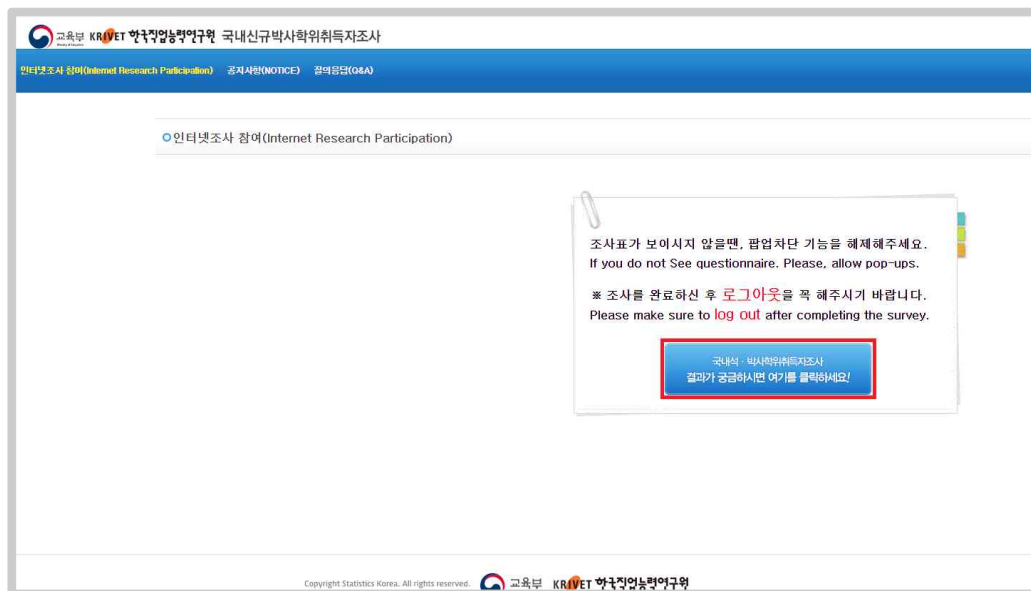 교육부 KRIVET 한국직업능력연구원 국내신규박사학위취득자조사
인터넷조사 참여(Internet Research Participation) 공지사항(NOTICE) 질의응답(Q&A)
인터넷조사 참여(Internet Research Participation)
조사표가 보이시지 않을땐, 팝업차단 기능을 해제해주세요.
If you do not See questionnaire. Please, allow pop-ups.
※ 조사를 완료하신 후 로그아웃을 꼭 해주시기 바랍니다.
Please make sure to log out after completing the survey.
국내석·박사학위취득자조사
결과가 궁금하시면 여기를 클릭하세요!
Copyright Statistics Korea. All rights reserved. 교육부 KRIVET 한국직업능력연구원